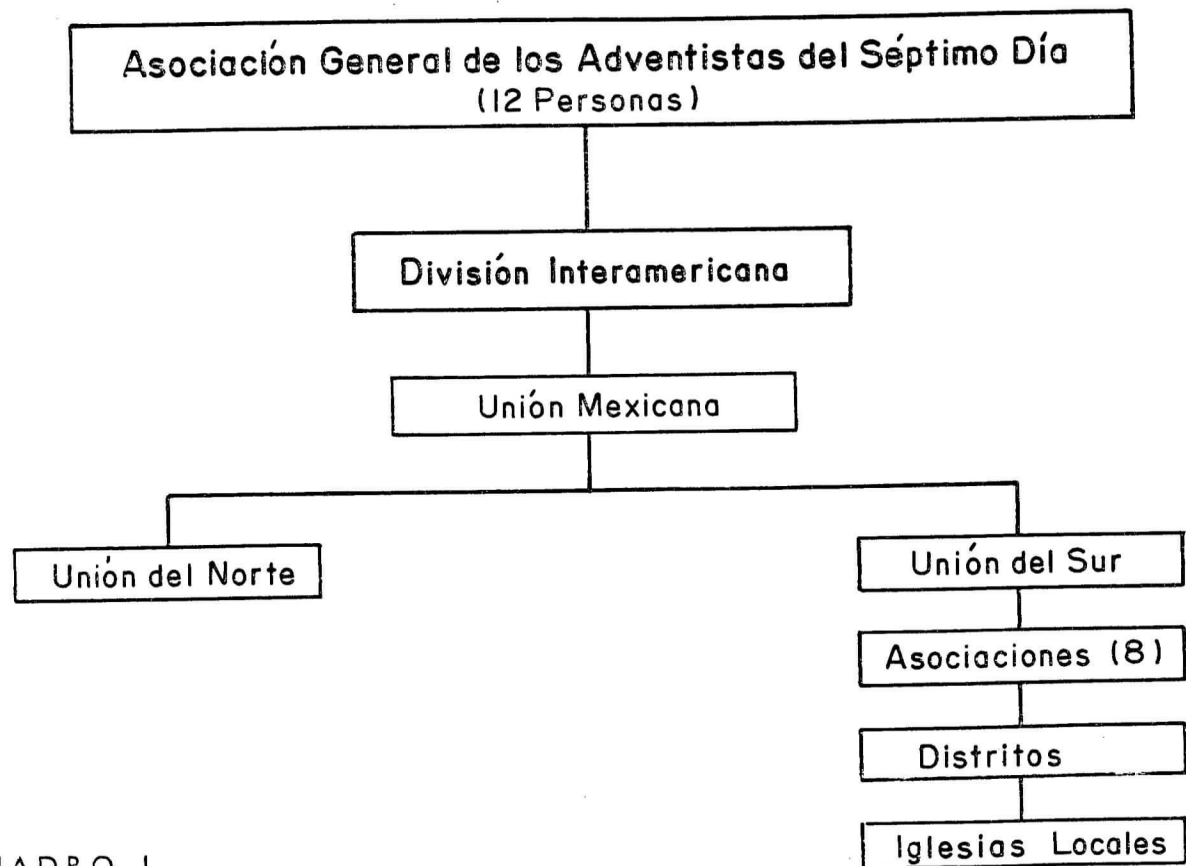 Asociación General de los Adventistas del Séptimo Día
(12 Personas)
División Interamericana
Unión Mexicana
Unión del Norte
Unión del Sur
Asociaciones (8)
Distritos
Iglesias Locales